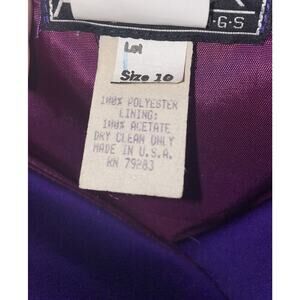 ·G·S
Lot
Size 10
100% POLYESTER
LINING:
100% ACETATE
DRY CLEAN ONLY
MADE IN U.S.A.
RN 79283